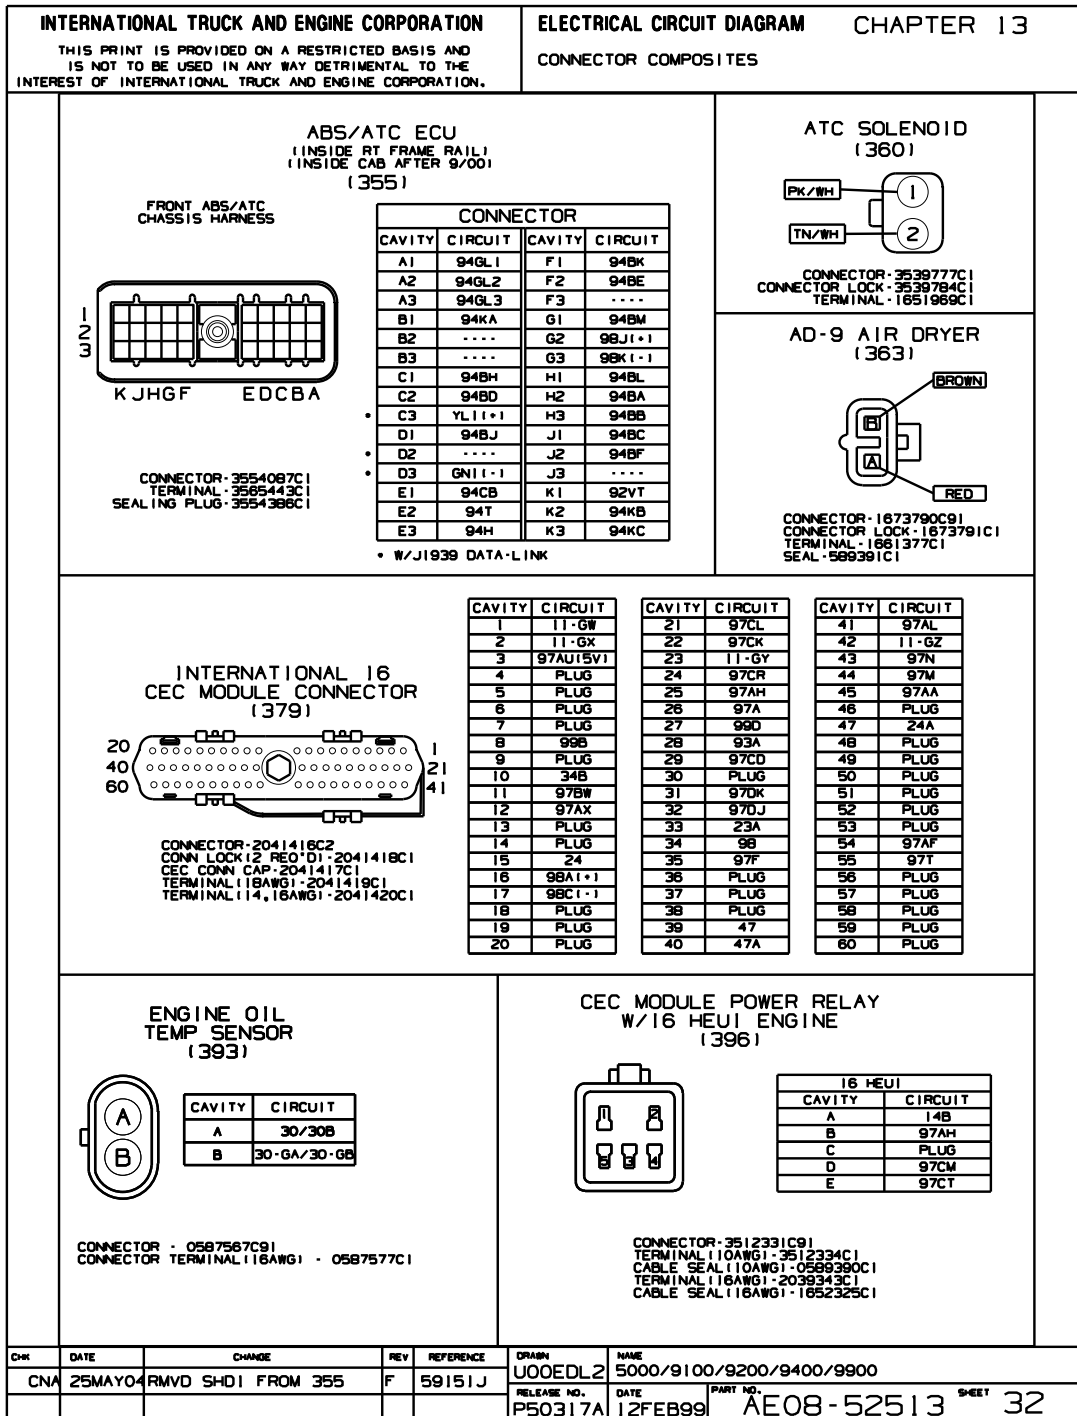 INTERNATIONAL TRUCK AND ENGINE CORPORATION
THIS PRINT IS PROVIDED ON A RESTRICTED BASIS AND
IS NOT TO BE USED IN ANY WAY DETRIMENTAL TO THE
INTEREST OF INTERNATIONAL TRUCK AND ENGINE CORPORATION.
ELECTRICAL CIRCUIT DIAGRAM CHAPTER 13
CONNECTOR COMPOSITES
ABS/ATC ECU
(INSIDE RT FRAME RAIL)
(INSIDE CAB AFTER 9/00)
(355)
FRONT ABS/ATC
CHASSIS HARNESS
1
2
3
KJHGF EDCBA
CONNECTOR-3554087C1
TERMINAL-3565443C1
SEALING PLUG-3554386C1
CONNECTOR
CAVITY CIRCUIT CAVITY CIRCUIT
A1 94GL1 F1 94BK
A2 94GL2 F2 94BE
A3 94GL3 F3 ----
B1 94KA G1 94BM
B2 ---- G2 98J(+)
B3 ---- G3 98K(-)
C1 94BH H1 94BL
C2 94BD H2 94BA
* C3 YL1(+) H3 94BB
D1 94BJ J1 94BC
* D2 ---- J2 94BF
* D3 GN1(-) J3 ----
E1 94CB K1 92VT
E2 94T K2 94KB
E3 94H K3 94KC
* W/J1939 DATA-LINK
ATC SOLENOID
(360)
PK/WH 1
TN/WH 2
CONNECTOR-3539777C1
CONNECTOR LOCK-3539784C1
TERMINAL-1651969C1
AD-9 AIR DRYER
(363)
BROWN
B
A
RED
CONNECTOR-1673790C91
CONNECTOR LOCK-1673791C1
TERMINAL-1661377C1
SEAL-589391C1
INTERNATIONAL 16
CEC MODULE CONNECTOR
(379)
20 1
40 21
60 41
CONNECTOR-2041416C2
CONN LOCK(2 REQ'D)-2041418C1
CEC CONN CAP-2041417C1
TERMINAL(18AWG)-2041419C1
TERMINAL(14,16AWG)-2041420C1
CAVITY CIRCUIT CAVITY CIRCUIT CAVITY CIRCUIT
1 11-GW 21 97CL 41 97AL
2 11-GX 22 97CK 42 11-GZ
3 97AU(5V) 23 11-GY 43 97N
4 PLUG 24 97CR 44 97M
5 PLUG 25 97AH 45 97AA
6 PLUG 26 97A 46 PLUG
7 PLUG 27 99D 47 24A
8 99B 28 93A 48 PLUG
9 PLUG 29 97CD 49 PLUG
10 34B 30 PLUG 50 PLUG
11 97BW 31 97DK 51 PLUG
12 97AX 32 97DJ 52 PLUG
13 PLUG 33 23A 53 PLUG
14 PLUG 34 98 54 97AF
15 24 35 97F 55 97T
16 98A(+) 36 PLUG 56 PLUG
17 98C(-) 37 PLUG 57 PLUG
18 PLUG 38 PLUG 58 PLUG
19 PLUG 39 47 59 PLUG
20 PLUG 40 47A 60 PLUG
ENGINE OIL
TEMP SENSOR
(393)
A
B
CAVITY CIRCUIT
A 30/30B
B 30-GA/30-GB
CONNECTOR - 0587567C91
CONNECTOR TERMINAL(16AWG) - 0587577C1
CEC MODULE POWER RELAY
W/I6 HEUI ENGINE
(396)
1 2
5 3 4
I6 HEUI
CAVITY CIRCUIT
A 14B
B 97AH
C PLUG
D 97CM
E 97CT
CONNECTOR-3512331C91
TERMINAL(10AWG)-3512334C1
CABLE SEAL(10AWG)-0589390C1
TERMINAL(16AWG)-2039343C1
CABLE SEAL(16AWG)-1652325C1
CHK DATE CHANGE REV REFERENCE
CNA 25MAY04 RMVD SHD1 FROM 355 F 59151J
DRAWN NAME
U00EDL2 5000/9100/9200/9400/9900
RELEASE NO. DATE PART NO. SHEET
P50317A 12FEB99 AE08-52513 32